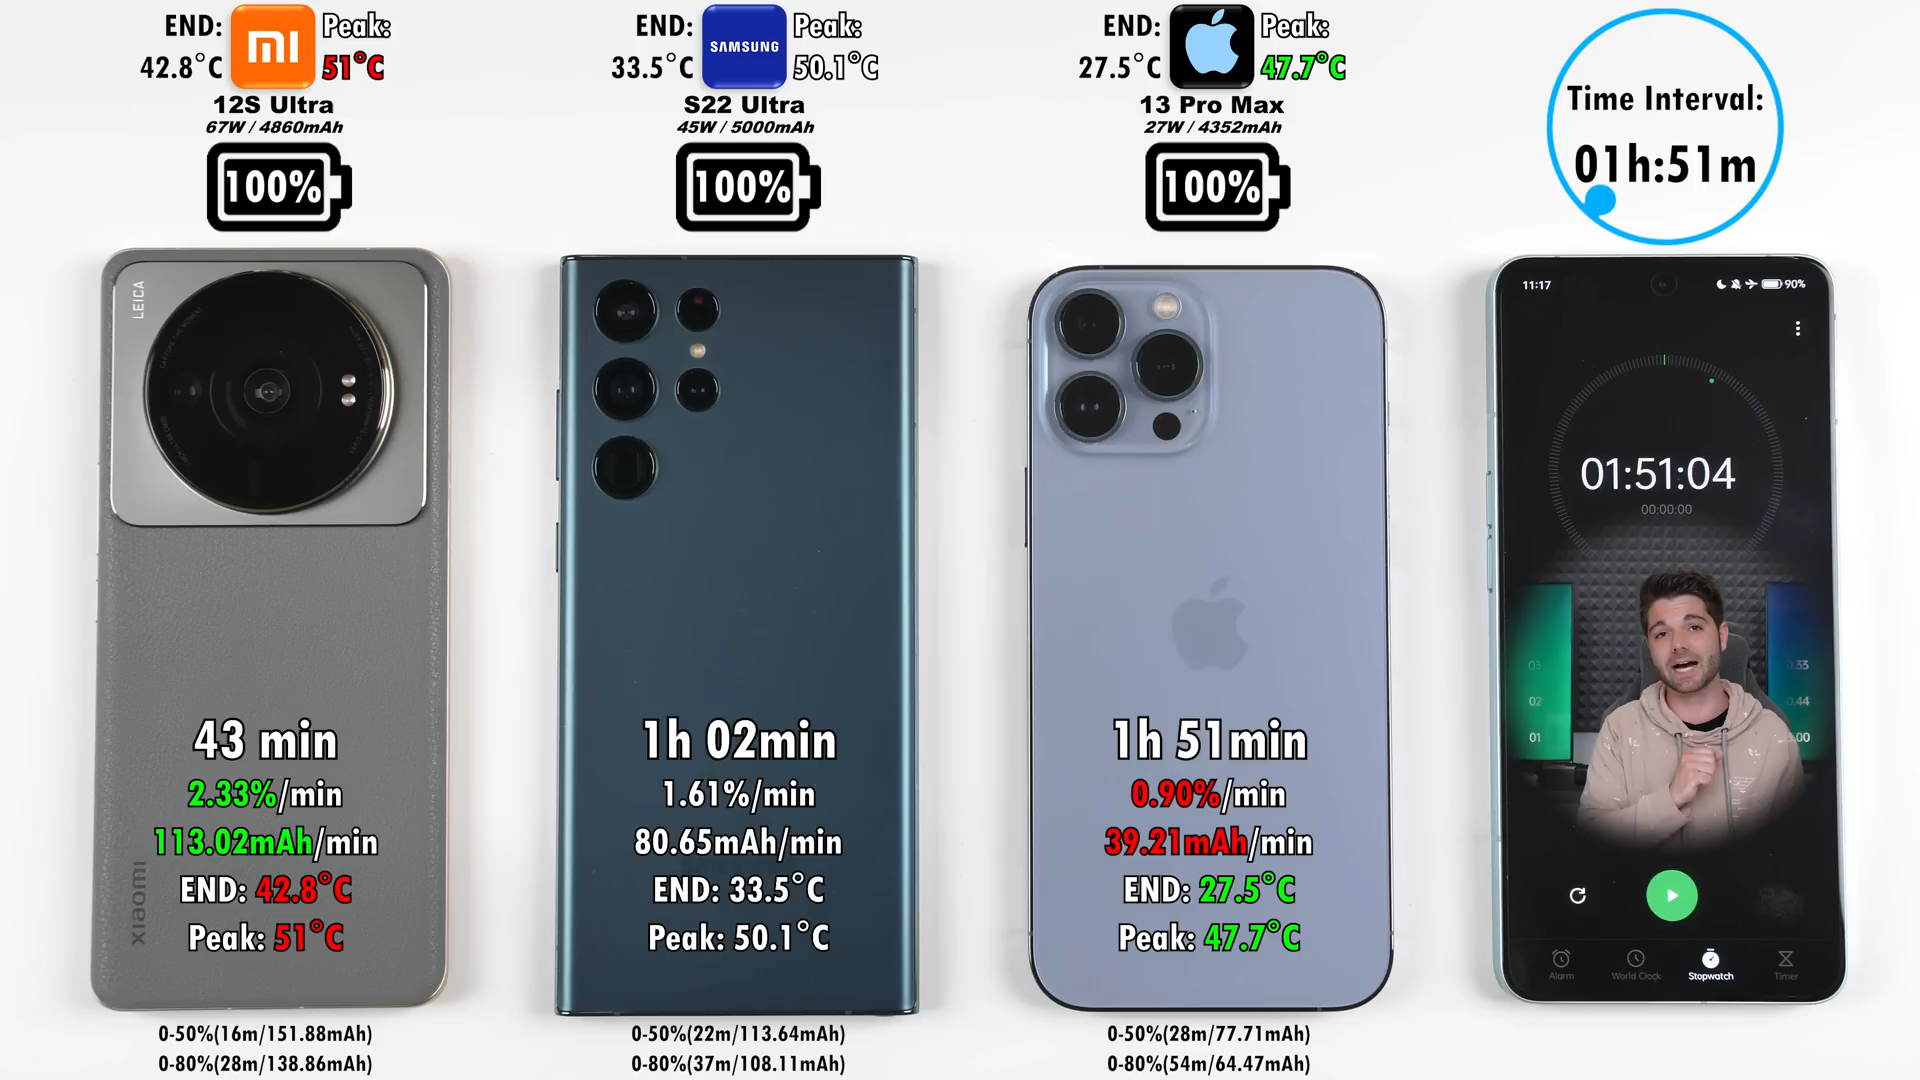 END:
42.8°C
Peak:
51°C
12S Ultra
67W / 4860mAh
100%
END:
33.5°C
SAMSUNG
Peak:
50.1°C
S22 Ultra
45W / 5000mAh
100%
END:
27.5°C
Peak:
47.7°C
13 Pro Max
27W / 4352mAh
100%
Time Interval:
01h:51m
LEICA
xiaomi
43 min
2.33%/min
113.02mAh/min
END: 42.8°C
Peak: 51°C
0-50%(16m/151.88mAh)
0-80%(28m/138.86mAh)
1h 02min
1.61%/min
80.65mAh/min
END: 33.5°C
Peak: 50.1°C
0-50%(22m/113.64mAh)
0-80%(37m/108.11mAh)
1h 51min
0.90%/min
39.21mAh/min
END: 27.5°C
Peak: 47.7°C
0-50%(28m/77.71mAh)
0-80%(54m/64.47mAh)
11:17
90%
01:51:04
00:00:00
02
01
Alarm
World Clock
Stopwatch
Timer